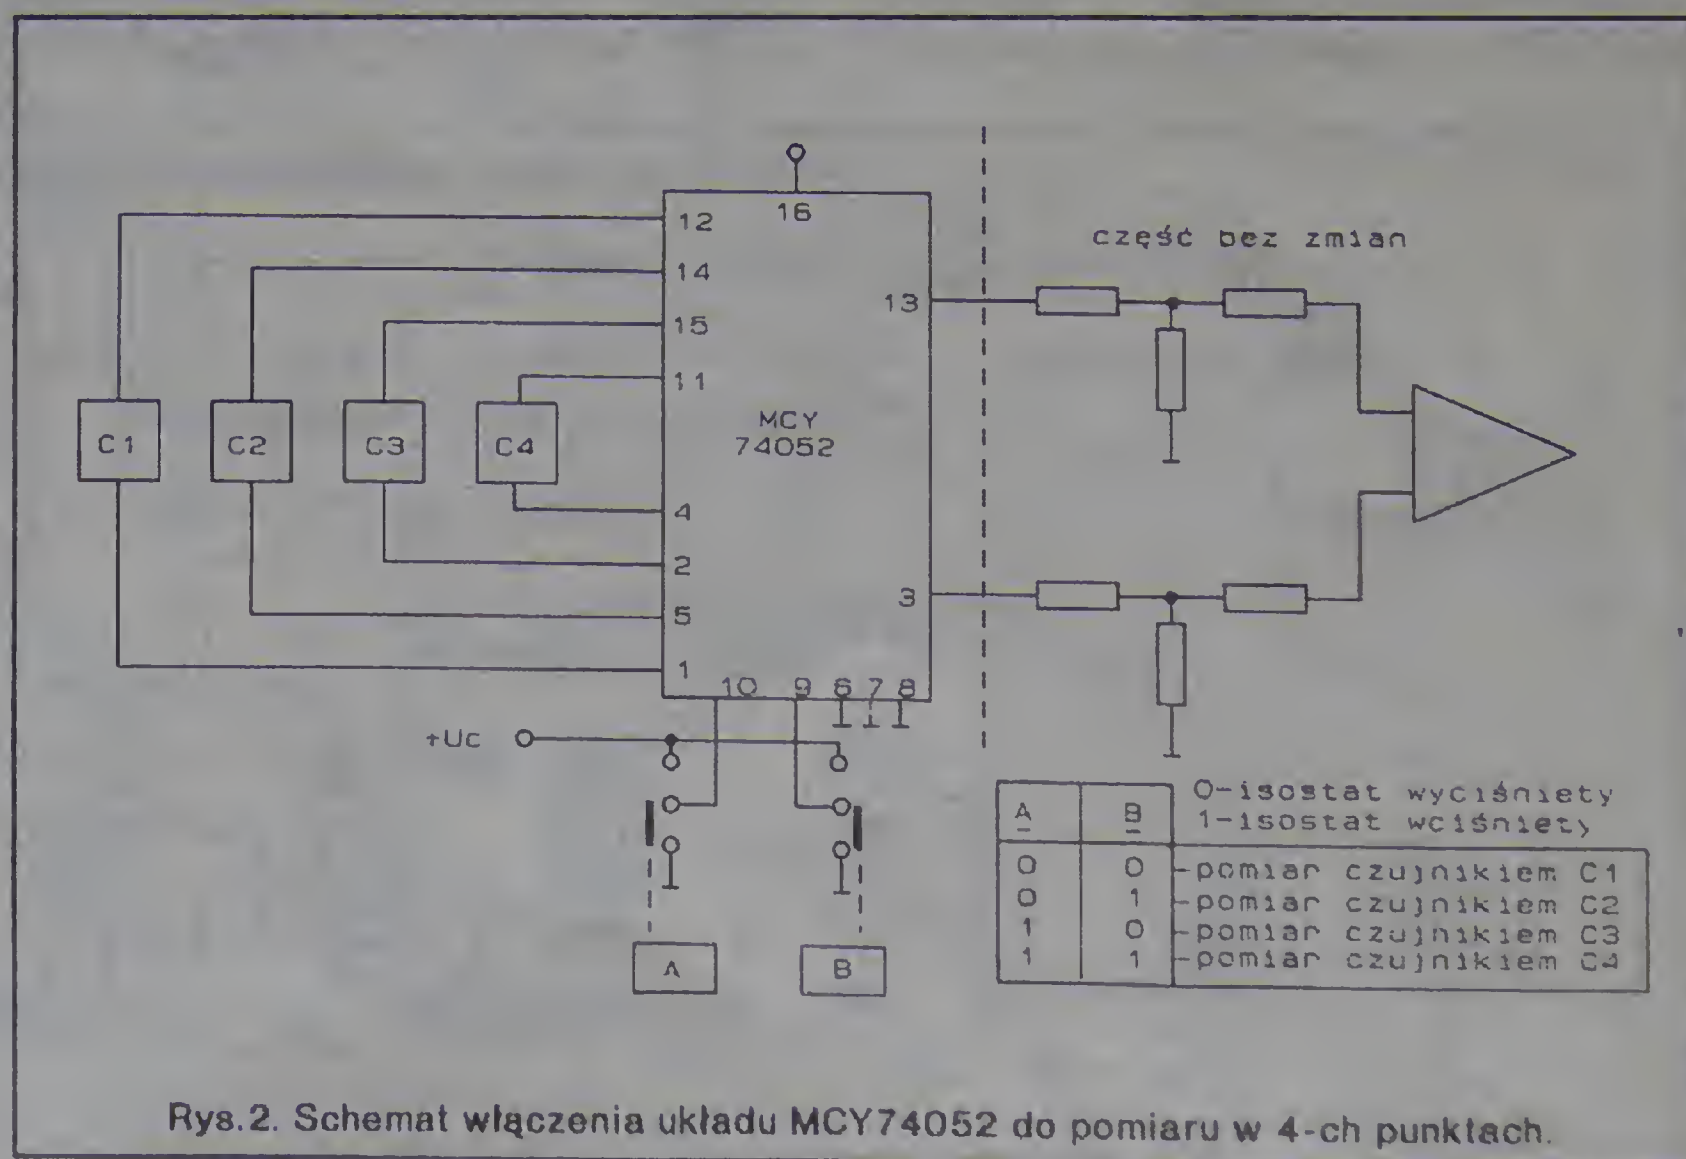 16
12
14
15
11
13
część bez zmian
C1 C2 C3 C4
MCY
74052
4
2
5
3
1
10 9 6 7 8
+Uc
A B
A B
0-isostat wyciśniety
1-isostat wciśniety
0 0 -pomiar czujnikiem C1
0 1 -pomiar czujnikiem C2
1 0 -pomiar czujnikiem C3
1 1 -pomiar czujnikiem C4
Rys.2. Schemat włączenia układu MCY74052 do pomiaru w 4-ch punktach.